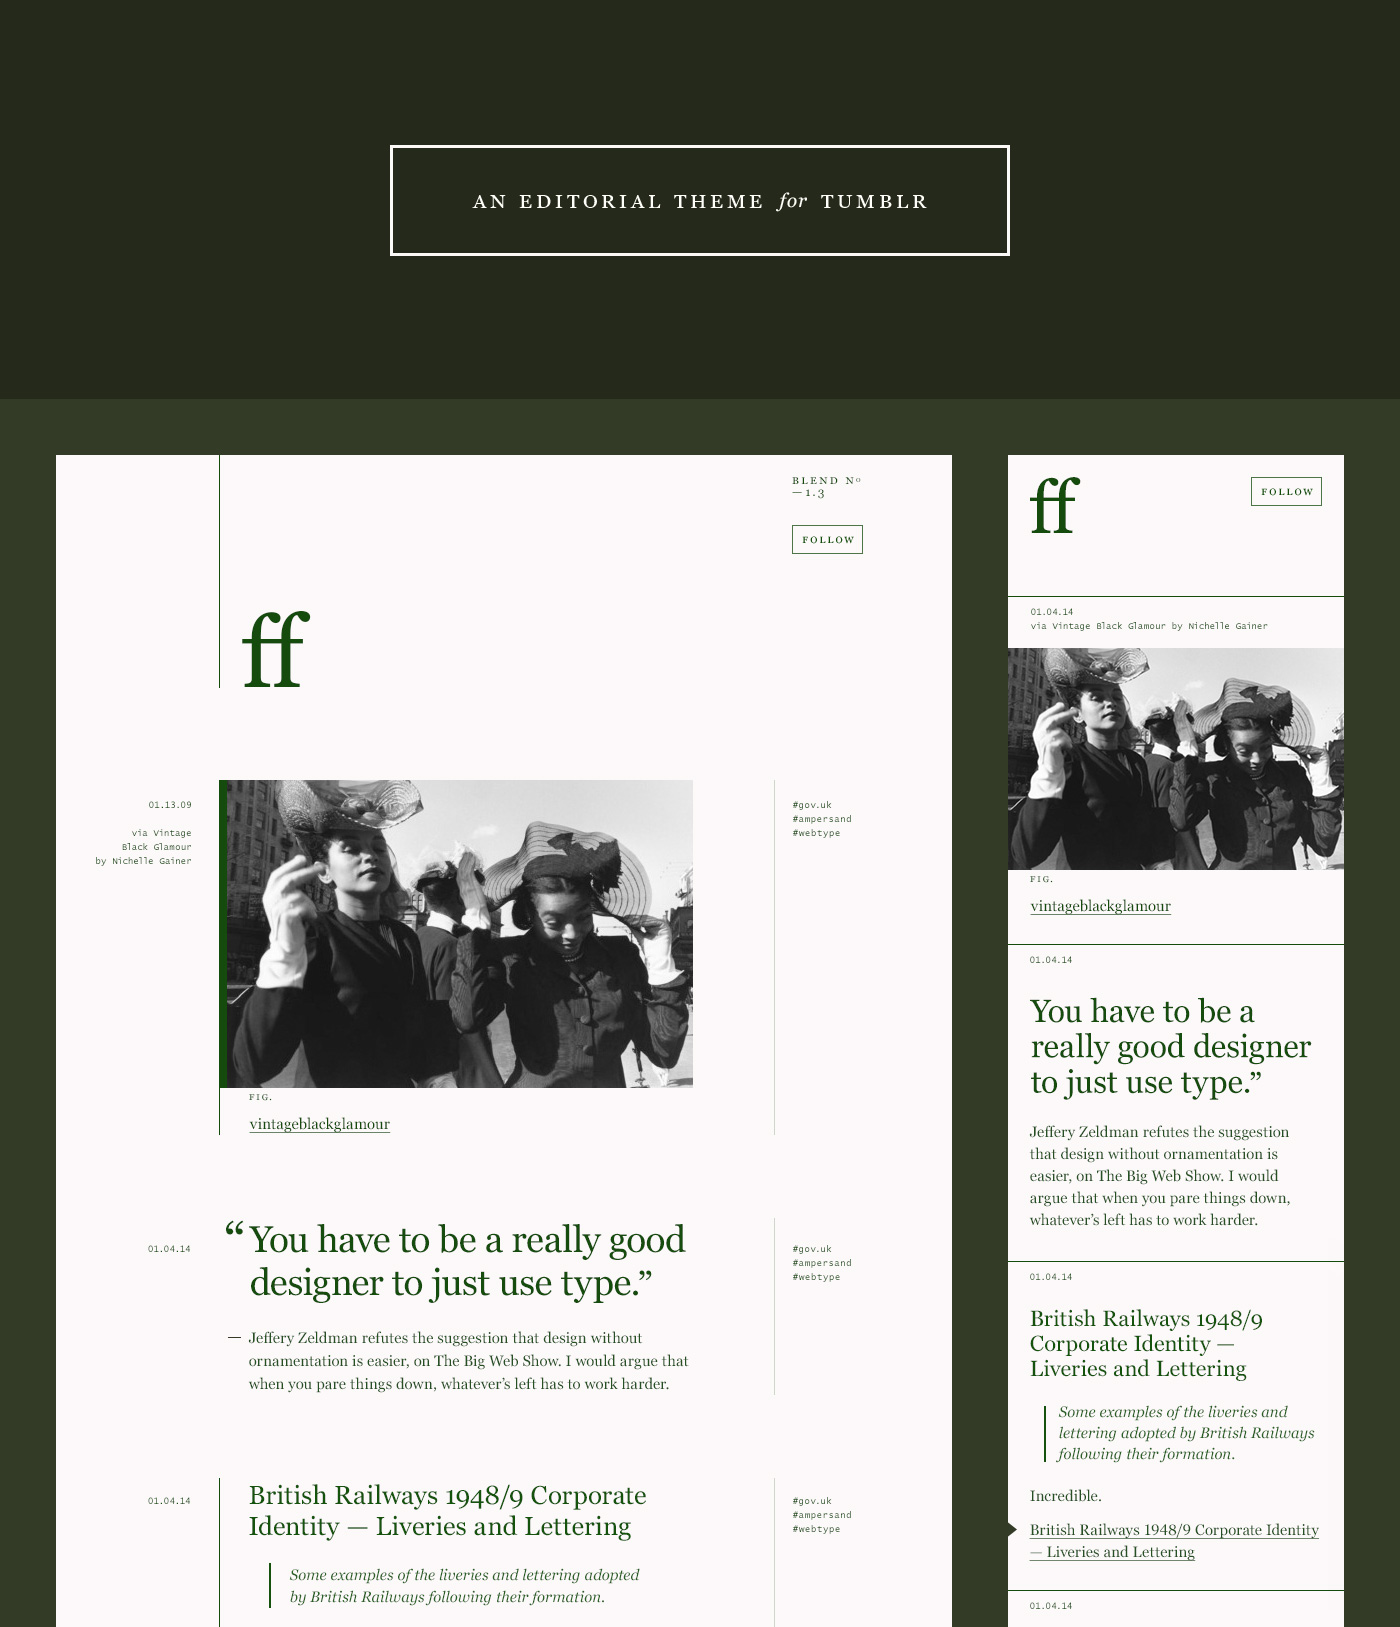 AN EDITORIAL THEME for TUMBLR
BLEND Nº
—1.3
FOLLOW
ff
01.13.09
via Vintage
Black Glamour
by Nichelle Gainer
#gov.uk
#ampersand
#webtype
FIG.
vintageblackglamour
01.04.14
“You have to be a really good
designer to just use type.”
— Jeffery Zeldman refutes the suggestion that design without
ornamentation is easier, on The Big Web Show. I would argue that
when you pare things down, whatever’s left has to work harder.
#gov.uk
#ampersand
#webtype
01.04.14
British Railways 1948/9 Corporate
Identity — Liveries and Lettering
Some examples of the liveries and lettering adopted
by British Railways following their formation.
#gov.uk
#ampersand
#webtype
ff
FOLLOW
01.04.14
via Vintage Black Glamour by Nichelle Gainer
FIG.
vintageblackglamour
01.04.14
You have to be a
really good designer
to just use type.”
Jeffery Zeldman refutes the suggestion
that design without ornamentation is
easier, on The Big Web Show. I would
argue that when you pare things down,
whatever’s left has to work harder.
01.04.14
British Railways 1948/9
Corporate Identity —
Liveries and Lettering
Some examples of the liveries and
lettering adopted by British Railways
following their formation.
Incredible.
British Railways 1948/9 Corporate Identity
— Liveries and Lettering
01.04.14